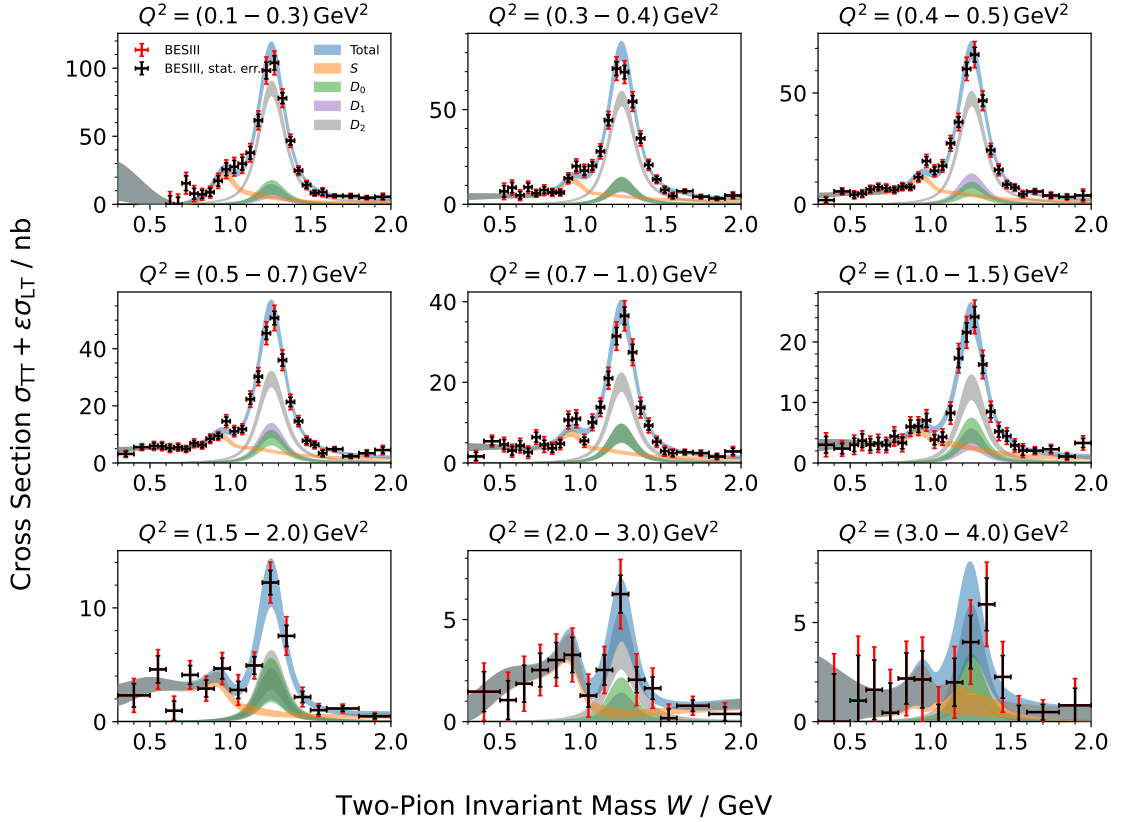 Q² = (0.1 − 0.3) GeV² Q² = (0.3 − 0.4) GeV² Q² = (0.4 − 0.5) GeV²
BESIII
BESIII, stat. err.
Total
S
D₀
D₁
D₂
100
50
0
0.5 1.0 1.5 2.0
50
0
0.5 1.0 1.5 2.0
50
0
0.5 1.0 1.5 2.0
Q² = (0.5 − 0.7) GeV² Q² = (0.7 − 1.0) GeV² Q² = (1.0 − 1.5) GeV²
40
20
0
0.5 1.0 1.5 2.0
40
20
0
0.5 1.0 1.5 2.0
20
10
0
0.5 1.0 1.5 2.0
Q² = (1.5 − 2.0) GeV² Q² = (2.0 − 3.0) GeV² Q² = (3.0 − 4.0) GeV²
10
0
0.5 1.0 1.5 2.0
5
0
0.5 1.0 1.5 2.0
5
0
0.5 1.0 1.5 2.0
Cross Section σTT + εσLT / nb
Two-Pion Invariant Mass W / GeV